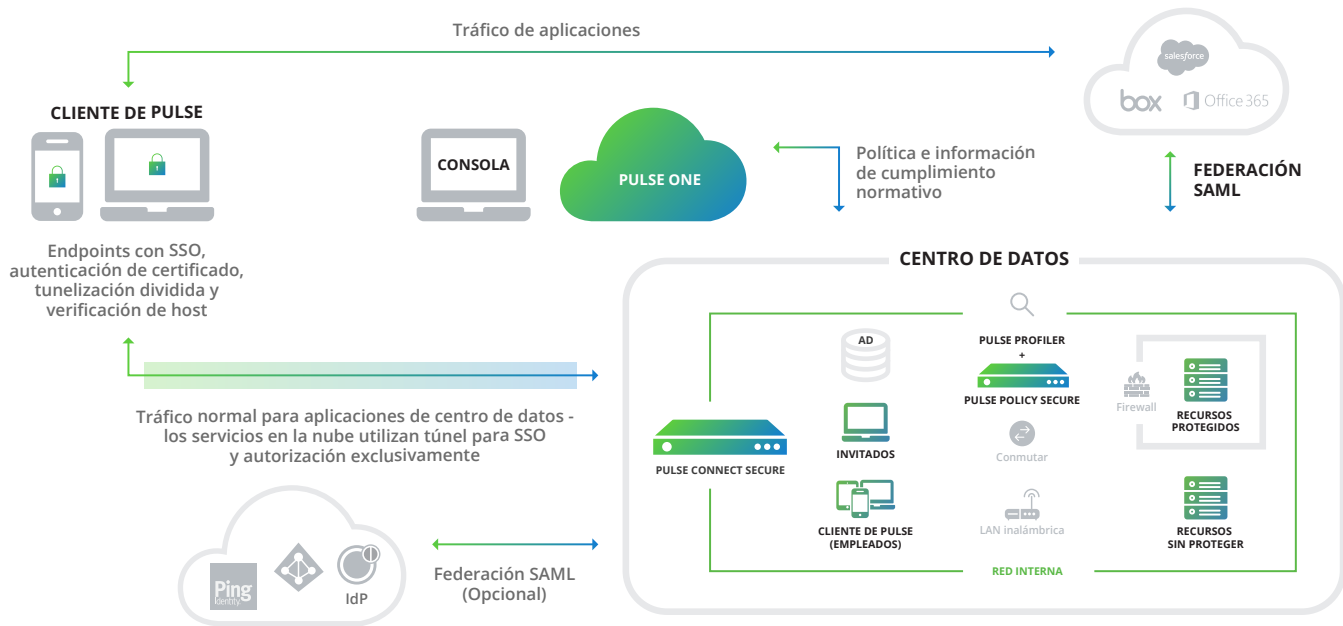 Tráfico de aplicaciones
salesforce
box
Office 365
CLIENTE DE PULSE
CONSOLA
PULSE ONE
Política e información
de cumplimiento
normativo
FEDERACIÓN
SAML
Endpoints con SSO,
autenticación de certificado,
tunelización dividida y
verificación de host
CENTRO DE DATOS
AD
PULSE PROFILER
+
PULSE POLICY SECURE
Firewall
RECURSOS
PROTEGIDOS
Tráfico normal para aplicaciones de centro de datos -
los servicios en la nube utilizan túnel para SSO
y autorización exclusivamente
PULSE CONNECT SECURE
INVITADOS
Conmutar
CLIENTE DE PULSE
(EMPLEADOS)
LAN inalámbrica
RECURSOS
SIN PROTEGER
RED INTERNA
Ping
Identity
IdP
Federación SAML
(Opcional)